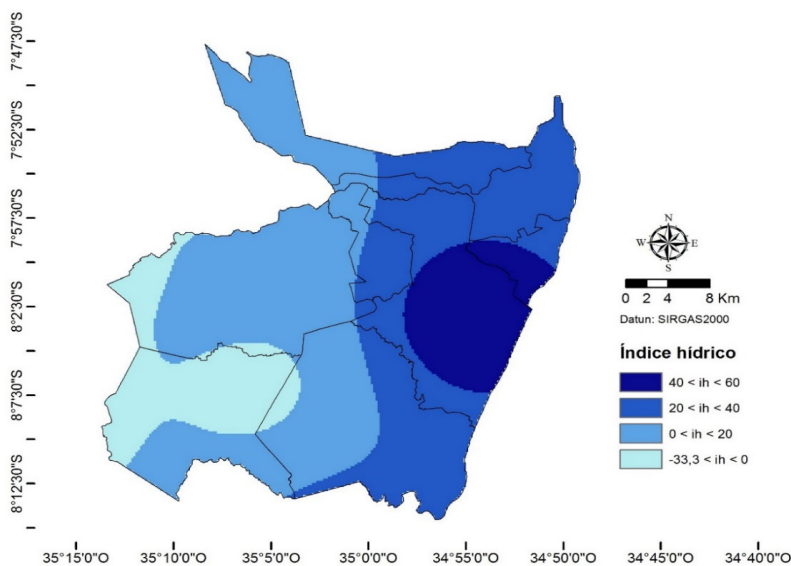 7°47'30"S
7°52'30"S
7°57'30"S
8°2'30"S
8°7'30"S
8°12'30"S
N
W E
S
0 2 4 8 Km
Datun: SIRGAS2000
Índice hídrico
40 < ih < 60
20 < ih < 40
0 < ih < 20
-33,3 < ih < 0
35°15'0"O 35°10'0"O 35°5'0"O 35°0'0"O 34°55'0"O 34°50'0"O 34°45'0"O 34°40'0"O